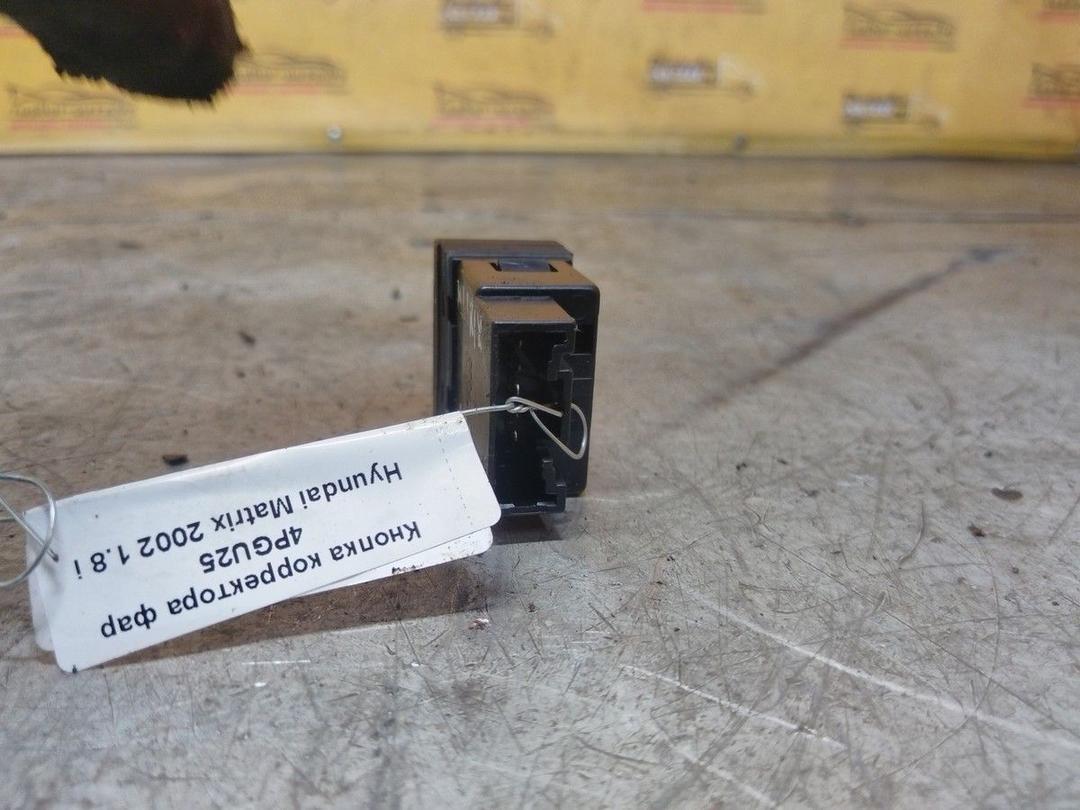 Кнопка корректора фар
4PGU25
Hyundai Matrix 2002 1.8 i